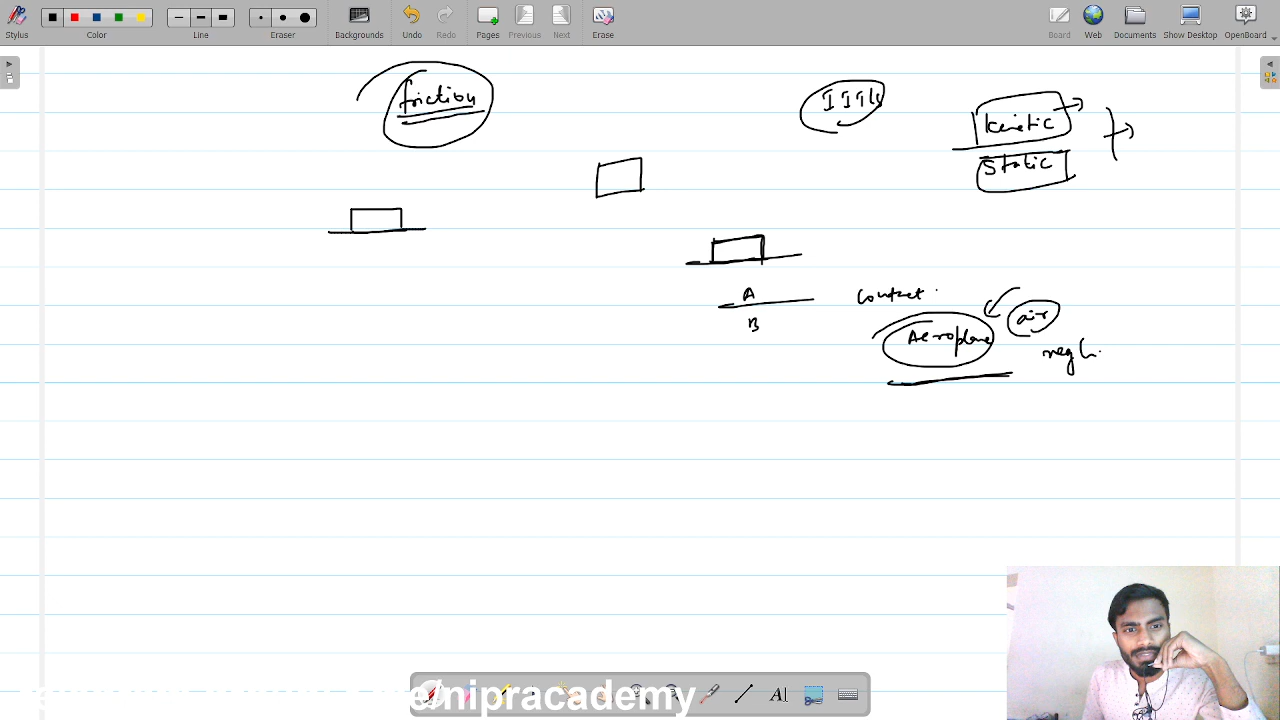 Stylus
Color
Line
Eraser
Backgrounds
Undo
Redo
Pages
Previous
Next
Erase
Board
Web
Documents
Show Desktop
OpenBoard
friction
kinetic
static
A
B
contact
Aeroplane
air
nipracademy